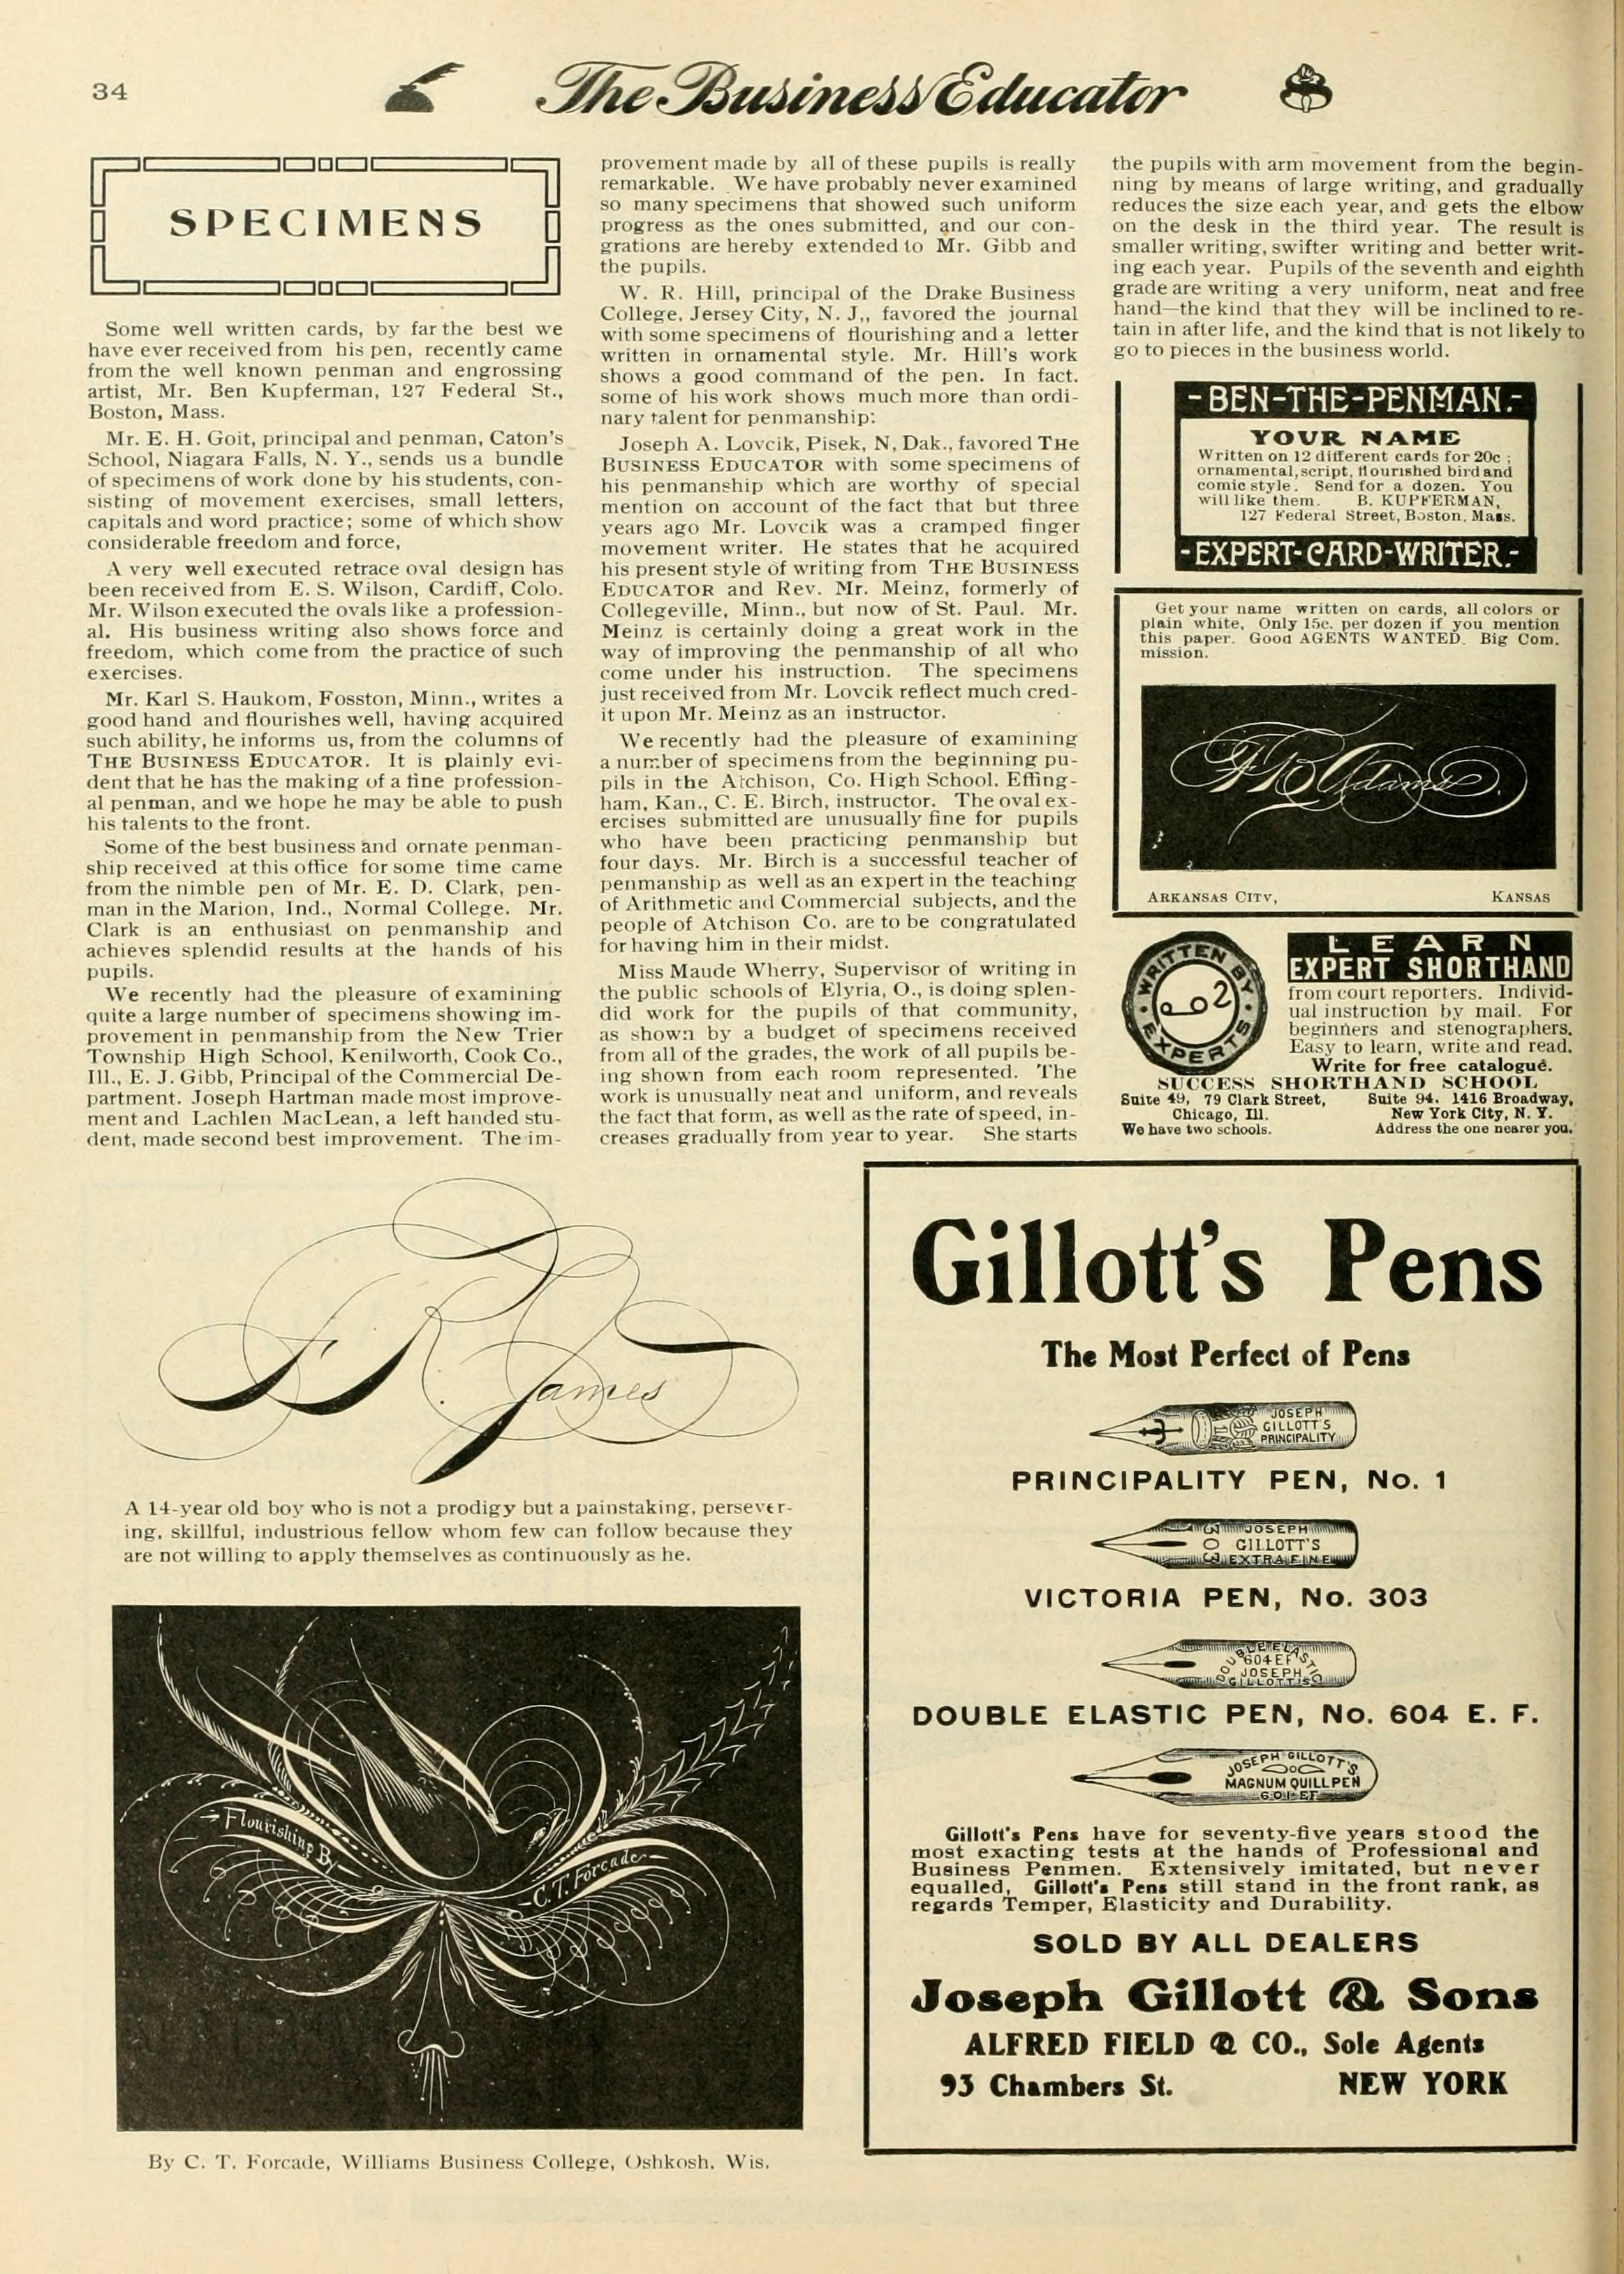 34
The Business Educator
SPECIMENS
Some well written cards, by far the best we
have ever received from his pen, recently came
from the well known penman and engrossing
artist, Mr. Ben Kupferman, 127 Federal St.,
Boston, Mass.
Mr. E. H. Goit, principal and penman, Caton's
School, Niagara Falls, N. Y., sends us a bundle
of specimens of work done by his students, con-
sisting of movement exercises, small letters,
capitals and word practice; some of which show
considerable freedom and force,
A very well executed retrace oval design has
been received from E. S. Wilson, Cardiff, Colo.
Mr. Wilson executed the ovals like a profession-
al. His business writing also shows force and
freedom, which come from the practice of such
exercises.
Mr. Karl S. Haukom, Fosston, Minn., writes a
good hand and flourishes well, having acquired
such ability, he informs us, from the columns of
THE BUSINESS EDUCATOR. It is plainly evi-
dent that he has the making of a fine profession-
al penman, and we hope he may be able to push
his talents to the front.
Some of the best business and ornate penman-
ship received at this office for some time came
from the nimble pen of Mr. E. D. Clark, pen-
man in the Marion, Ind., Normal College. Mr.
Clark is an enthusiast on penmanship and
achieves splendid results at the hands of his
pupils.
We recently had the pleasure of examining
quite a large number of specimens showing im-
provement in penmanship from the New Trier
Township High School, Kenilworth, Cook Co.,
Ill., E. J. Gibb, Principal of the Commercial De-
partment. Joseph Hartman made most improve-
ment and Lachlen MacLean, a left handed stu-
dent, made second best improvement. The im-
provement made by all of these pupils is really
remarkable. We have probably never examined
so many specimens that showed such uniform
progress as the ones submitted, and our con-
grations are hereby extended to Mr. Gibb and
the pupils.
W. R. Hill, principal of the Drake Business
College, Jersey City, N. J., favored the journal
with some specimens of flourishing and a letter
written in ornamental style. Mr. Hill's work
shows a good command of the pen. In fact.
some of his work shows much more than ordi-
nary talent for penmanship:
Joseph A. Lovcik, Pisek, N, Dak., favored THE
BUSINESS EDUCATOR with some specimens of
his penmanship which are worthy of special
mention on account of the fact that but three
years ago Mr. Lovcik was a cramped finger
movement writer. He states that he acquired
his present style of writing from THE BUSINESS
EDUCATOR and Rev. Mr. Meinz, formerly of
Collegeville, Minn., but now of St. Paul. Mr.
Meinz is certainly doing a great work in the
way of improving the penmanship of all who
come under his instruction. The specimens
just received from Mr. Lovcik reflect much cred-
it upon Mr. Meinz as an instructor.
We recently had the pleasure of examining
a number of specimens from the beginning pu-
pils in the Atchison, Co. High School. Effing-
ham, Kan., C. E. Birch, instructor. The oval ex-
ercises submitted are unusually fine for pupils
who have been practicing penmanship but
four days. Mr. Birch is a successful teacher of
penmanship as well as an expert in the teaching
of Arithmetic and Commercial subjects, and the
people of Atchison Co. are to be congratulated
for having him in their midst.
Miss Maude Wherry, Supervisor of writing in
the public schools of Elyria, O., is doing splen-
did work for the pupils of that community,
as shown by a budget of specimens received
from all of the grades, the work of all pupils be-
ing shown from each room represented. The
work is unusually neat and uniform, and reveals
the fact that form, as well as the rate of speed, in-
creases gradually from year to year. She starts
the pupils with arm movement from the begin-
ning by means of large writing, and gradually
reduces the size each year, and gets the elbow
on the desk in the third year. The result is
smaller writing, swifter writing and better writ-
ing each year. Pupils of the seventh and eighth
grade are writing a very uniform, neat and free
hand—the kind that they will be inclined to re-
tain in after life, and the kind that is not likely to
go to pieces in the business world.
-BEN-THE-PENMAN.-
YOUR NAME
Written on 12 different cards for 20c ;
ornamental, script, flourished bird and
comic style. Send for a dozen. You
will like them. B. KUPFERMAN,
127 Federal Street, Boston, Mass.
-EXPERT-CARD-WRITER.-
Get your name written on cards, all colors or
plain white. Only 15c. per dozen if you mention
this paper. Good AGENTS WANTED. Big Com.
mission.
F B Adams
ARKANSAS CITY, KANSAS
WRITTEN BY EXPERTS
LEARN
EXPERT SHORTHAND
from court reporters. Individ-
ual instruction by mail. For
beginners and stenographers.
Easy to learn, write and read.
Write for free catalogue.
SUCCESS SHORTHAND SCHOOL
Suite 49, 79 Clark Street, Suite 94. 1416 Broadway,
Chicago, Ill. New York City, N. Y.
We have two schools. Address the one nearer you.
F. R. James
A 14-year old boy who is not a prodigy but a painstaking, persever-
ing, skillful, industrious fellow whom few can follow because they
are not willing to apply themselves as continuously as he.
Flourishing By
C. T. Forcade
By C. T. Forcade, Williams Business College, Oshkosh, Wis.
Gillott's Pens
The Most Perfect of Pens
JOSEPH
GILLOTT'S
PRINCIPALITY
PRINCIPALITY PEN, No. 1
303
JOSEPH
GILLOTT'S
EXTRA FINE
VICTORIA PEN, No. 303
DOUBLE ELASTIC
604 EF
JOSEPH
GILLOTT'S
DOUBLE ELASTIC PEN, No. 604 E. F.
JOSEPH GILLOTT'S
MAGNUM QUILL PEN
601 EF
Gillott's Pens have for seventy-five years stood the
most exacting tests at the hands of Professional and
Business Penmen. Extensively imitated, but never
equalled, Gillott's Pens still stand in the front rank, as
regards Temper, Elasticity and Durability.
SOLD BY ALL DEALERS
Joseph Gillott & Sons
ALFRED FIELD & CO., Sole Agents
93 Chambers St. NEW YORK